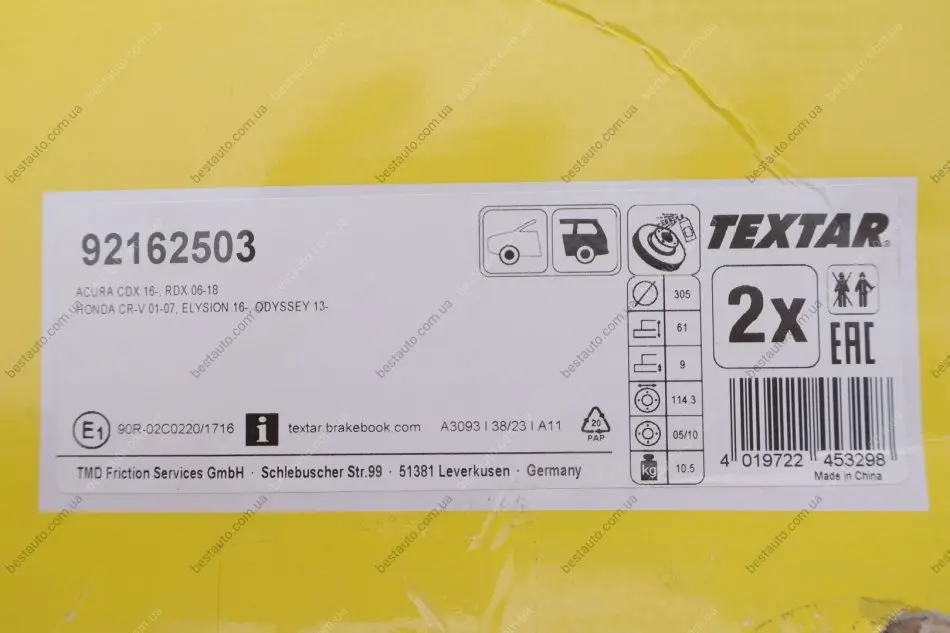 92162503
ACURA CDX 16-, RDX 06-18
HONDA CR-V 01-07, ELYSION 16-, ODYSSEY 13-
TEXTAR®
305
61
9
114.3
05/10
kg 10.5
2x
EAC
E1 90R-02C0220/1716
i textar.brakebook.com
A3093 I 38/23 I A11
20
PAP
4 019722 453298
Made in China
TMD Friction Services GmbH · Schlebuscher Str.99 · 51381 Leverkusen · Germany
bestauto.com.ua